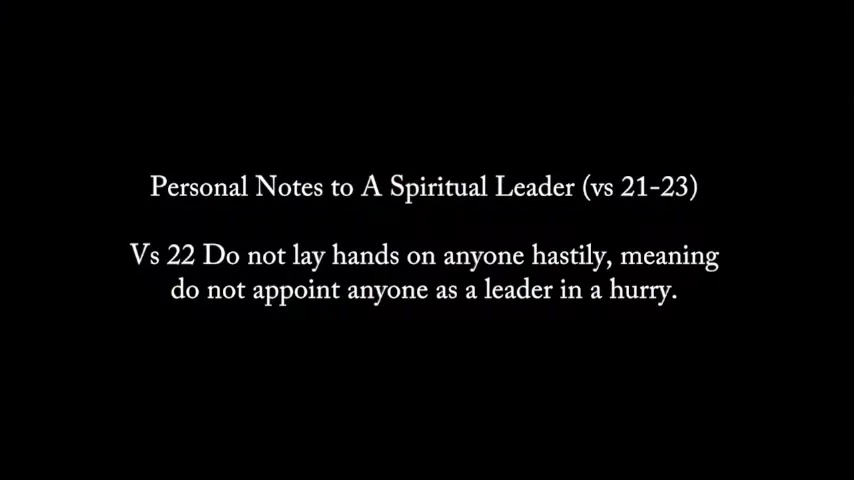 Personal Notes to A Spiritual Leader (vs 21-23)
Vs 22 Do not lay hands on anyone hastily, meaning
do not appoint anyone as a leader in a hurry.